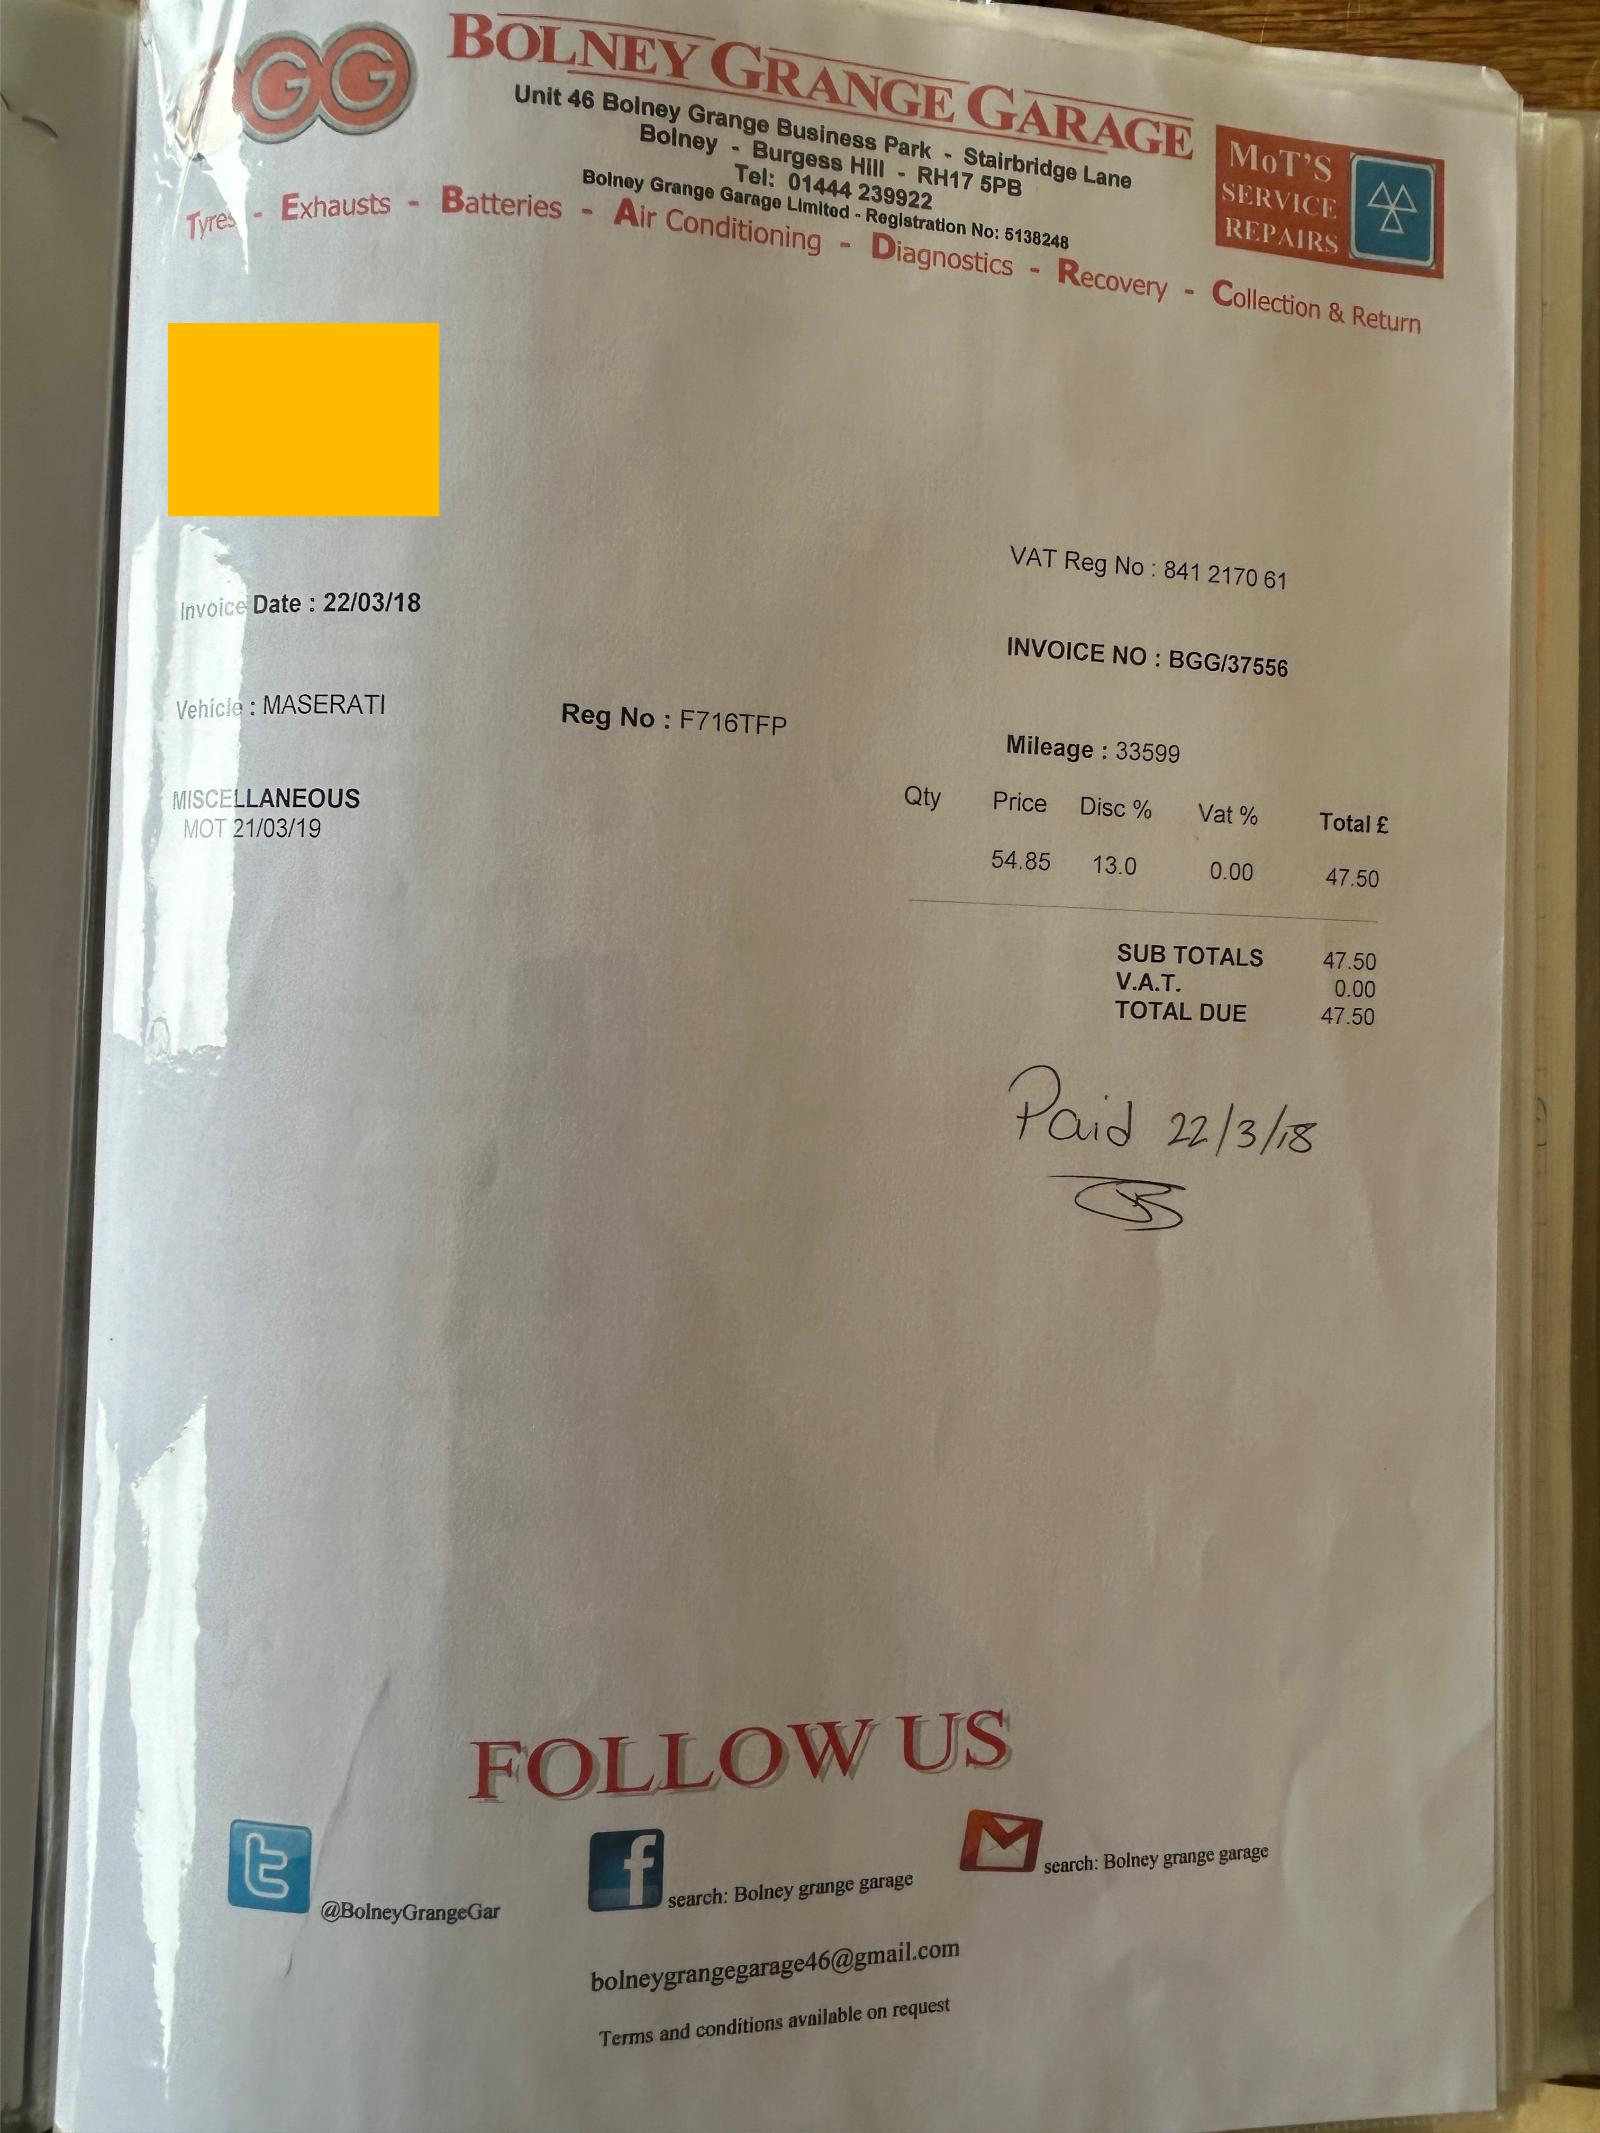 GG
BOLNEY GRANGE GARAGE
Unit 46 Bolney Grange Business Park - Stairbridge Lane
Bolney - Burgess Hill - RH17 5PB
Tel: 01444 239922
Bolney Grange Garage Limited - Registration No: 5138248
MOT'S
SERVICE
REPAIRS
Tyres - Exhausts - Batteries - Air Conditioning - Diagnostics - Recovery - Collection & Return
VAT Reg No : 841 2170 61
Invoice Date : 22/03/18
INVOICE NO : BGG/37556
Vehicle : MASERATI Reg No : F716TFP
Mileage : 33599
MISCELLANEOUS Qty Price Disc % Vat % Total £
MOT 21/03/19 54.85 13.0 0.00 47.50
SUB TOTALS 47.50
V.A.T. 0.00
TOTAL DUE 47.50
Paid 22/3/18
FOLLOW US
@BolneyGrangeGar
search: Bolney grange garage
search: Bolney grange garage
bolneygrangegarage46@gmail.com
Terms and conditions available on request